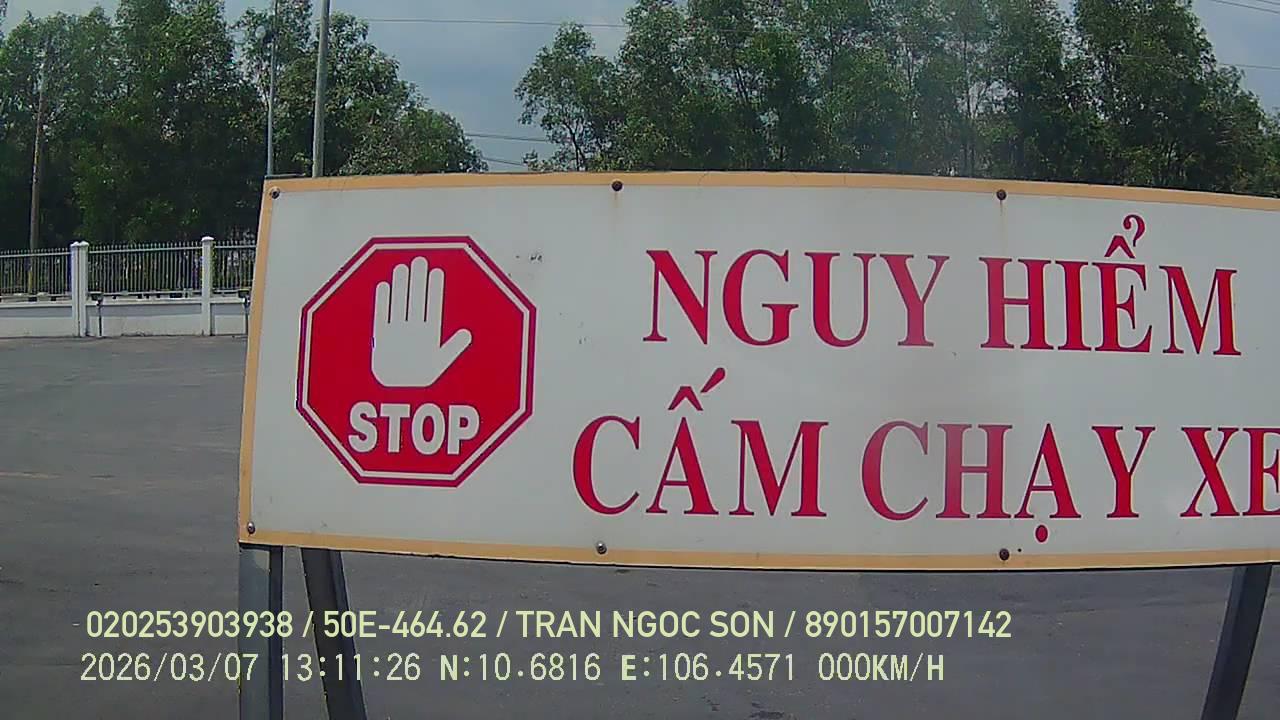 STOP
NGUY HIỂM
CẤM CHẠY XE
020253903938 / 50E-464.62 / TRAN NGOC SON / 890157007142
2026/03/07 13:11:26 N:10.6816 E:106.4571 000KM/H